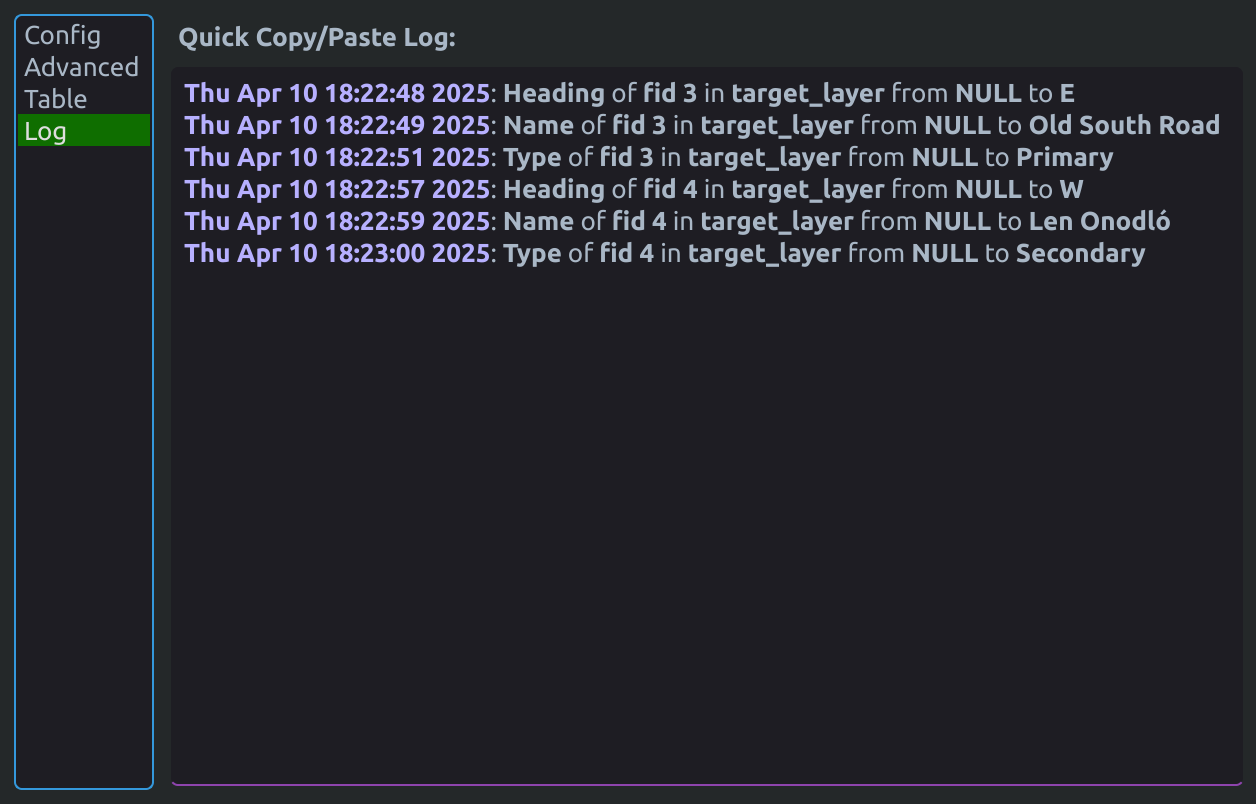 Config
Advanced
Table
Log
Quick Copy/Paste Log:
Thu Apr 10 18:22:48 2025: Heading of fid 3 in target_layer from NULL to E
Thu Apr 10 18:22:49 2025: Name of fid 3 in target_layer from NULL to Old South Road
Thu Apr 10 18:22:51 2025: Type of fid 3 in target_layer from NULL to Primary
Thu Apr 10 18:22:57 2025: Heading of fid 4 in target_layer from NULL to W
Thu Apr 10 18:22:59 2025: Name of fid 4 in target_layer from NULL to Len Onodló
Thu Apr 10 18:23:00 2025: Type of fid 4 in target_layer from NULL to Secondary